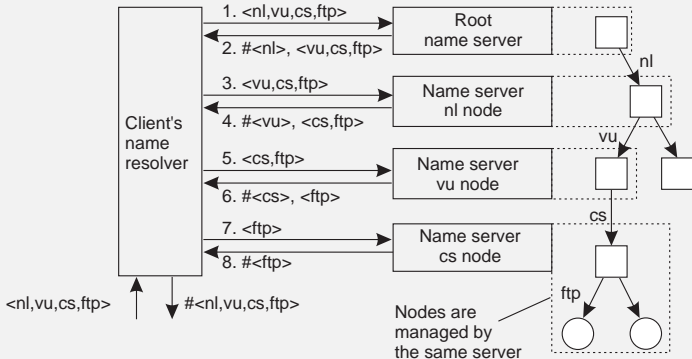 1. <nl,vu,cs,ftp>
2. #<nl>, <vu,cs,ftp>
Root
name server
nl
3. <vu,cs,ftp>
4. #<vu>, <cs,ftp>
Name server
nl node
Client's
name
resolver
vu
5. <cs,ftp>
6. #<cs>, <ftp>
Name server
vu node
cs
7. <ftp>
8. #<ftp>
Name server
cs node
ftp
<nl,vu,cs,ftp>
#<nl,vu,cs,ftp>
Nodes are
managed by
the same server